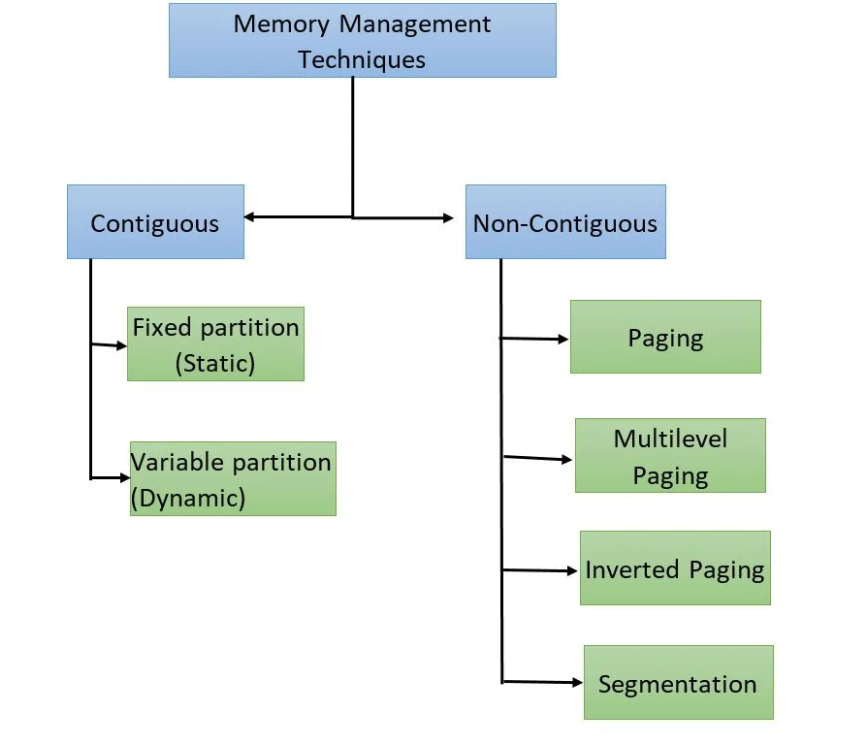 Memory Management
Techniques
Contiguous
Non-Contiguous
Fixed partition
(Static)
Variable partition
(Dynamic)
Paging
Multilevel
Paging
Inverted Paging
Segmentation